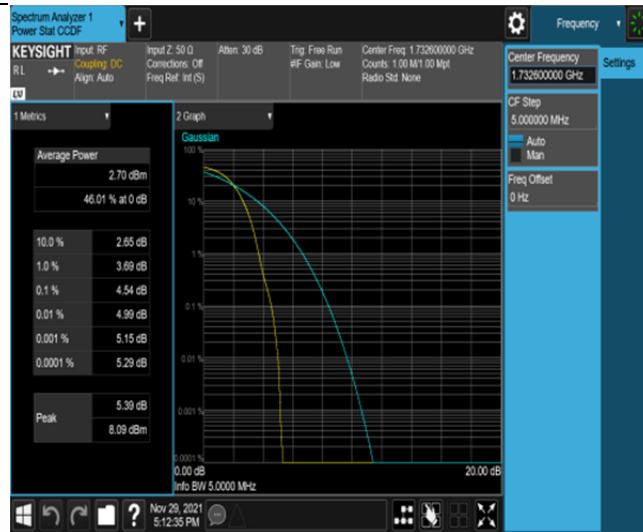 Spectrum Analyzer 1
Power Stat CCDF
+
Frequency
KEYSIGHT
RL
LXI
Input: RF
Coupling: DC
Align: Auto
Input Z: 50 Ω
Corrections: Off
Freq Ref: Int (S)
Atten: 30 dB
Trig: Free Run
#IF Gain: Low
Center Freq: 1.732600000 GHz
Counts: 1.00 M/1.00 Mpt
Radio Std: None
Center Frequency
1.732600000 GHz
Settings
CF Step
5.000000 MHz
Auto
Man
Freq Offset
0 Hz
1 Metrics
Average Power
2.70 dBm
46.01 % at 0 dB
10.0 % 2.65 dB
1.0 % 3.69 dB
0.1 % 4.54 dB
0.01 % 4.99 dB
0.001 % 5.15 dB
0.0001 % 5.29 dB
Peak
5.39 dB
8.09 dBm
2 Graph
Gaussian
100 %
10 %
1 %
0.1 %
0.01 %
0.001 %
0.0001 %
0.00 dB
20.00 dB
Info BW 5.0000 MHz
?
Nov 29, 2021
5:12:35 PM